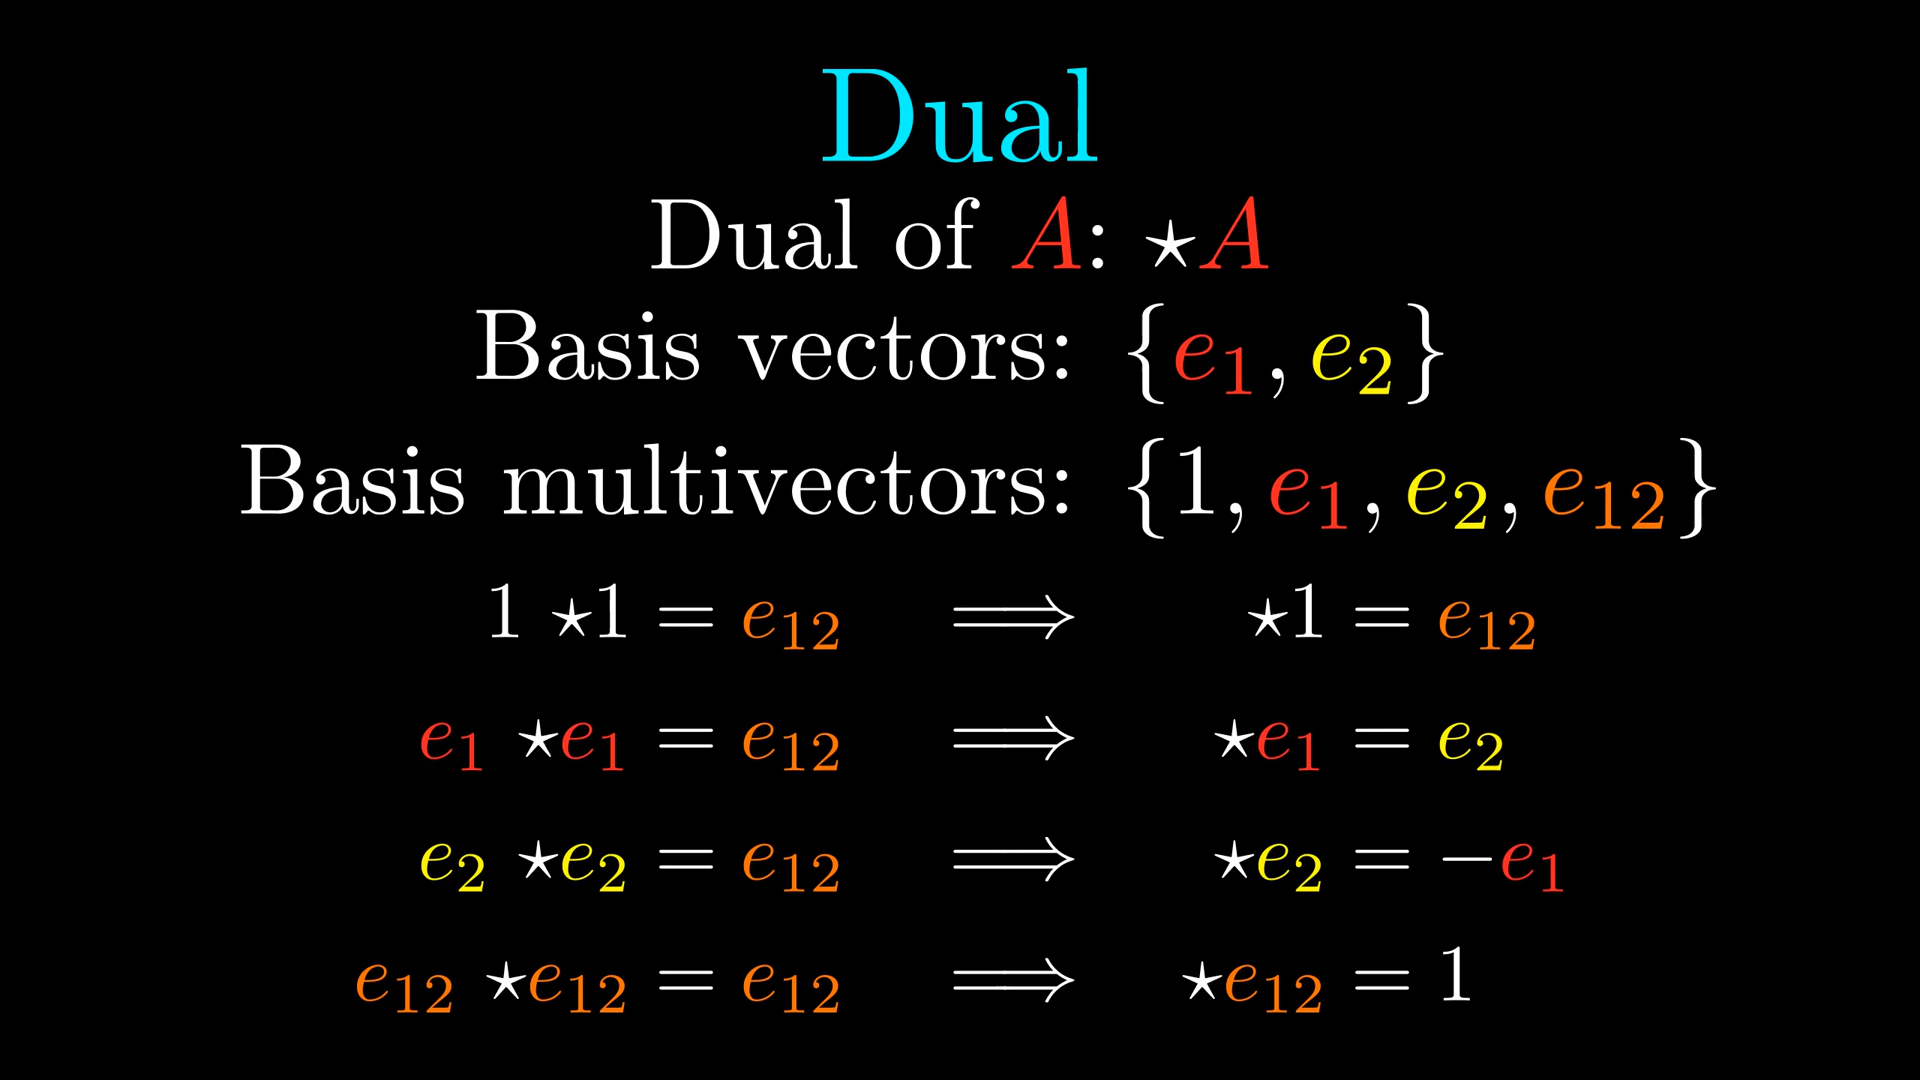 Dual
Dual of A: ⋆A
Basis vectors: {e₁, e₂}
Basis multivectors: {1, e₁, e₂, e₁₂}
1 ⋆1 = e₁₂ ⟹ ⋆1 = e₁₂
e₁ ⋆e₁ = e₁₂ ⟹ ⋆e₁ = e₂
e₂ ⋆e₂ = e₁₂ ⟹ ⋆e₂ = −e₁
e₁₂ ⋆e₁₂ = e₁₂ ⟹ ⋆e₁₂ = 1